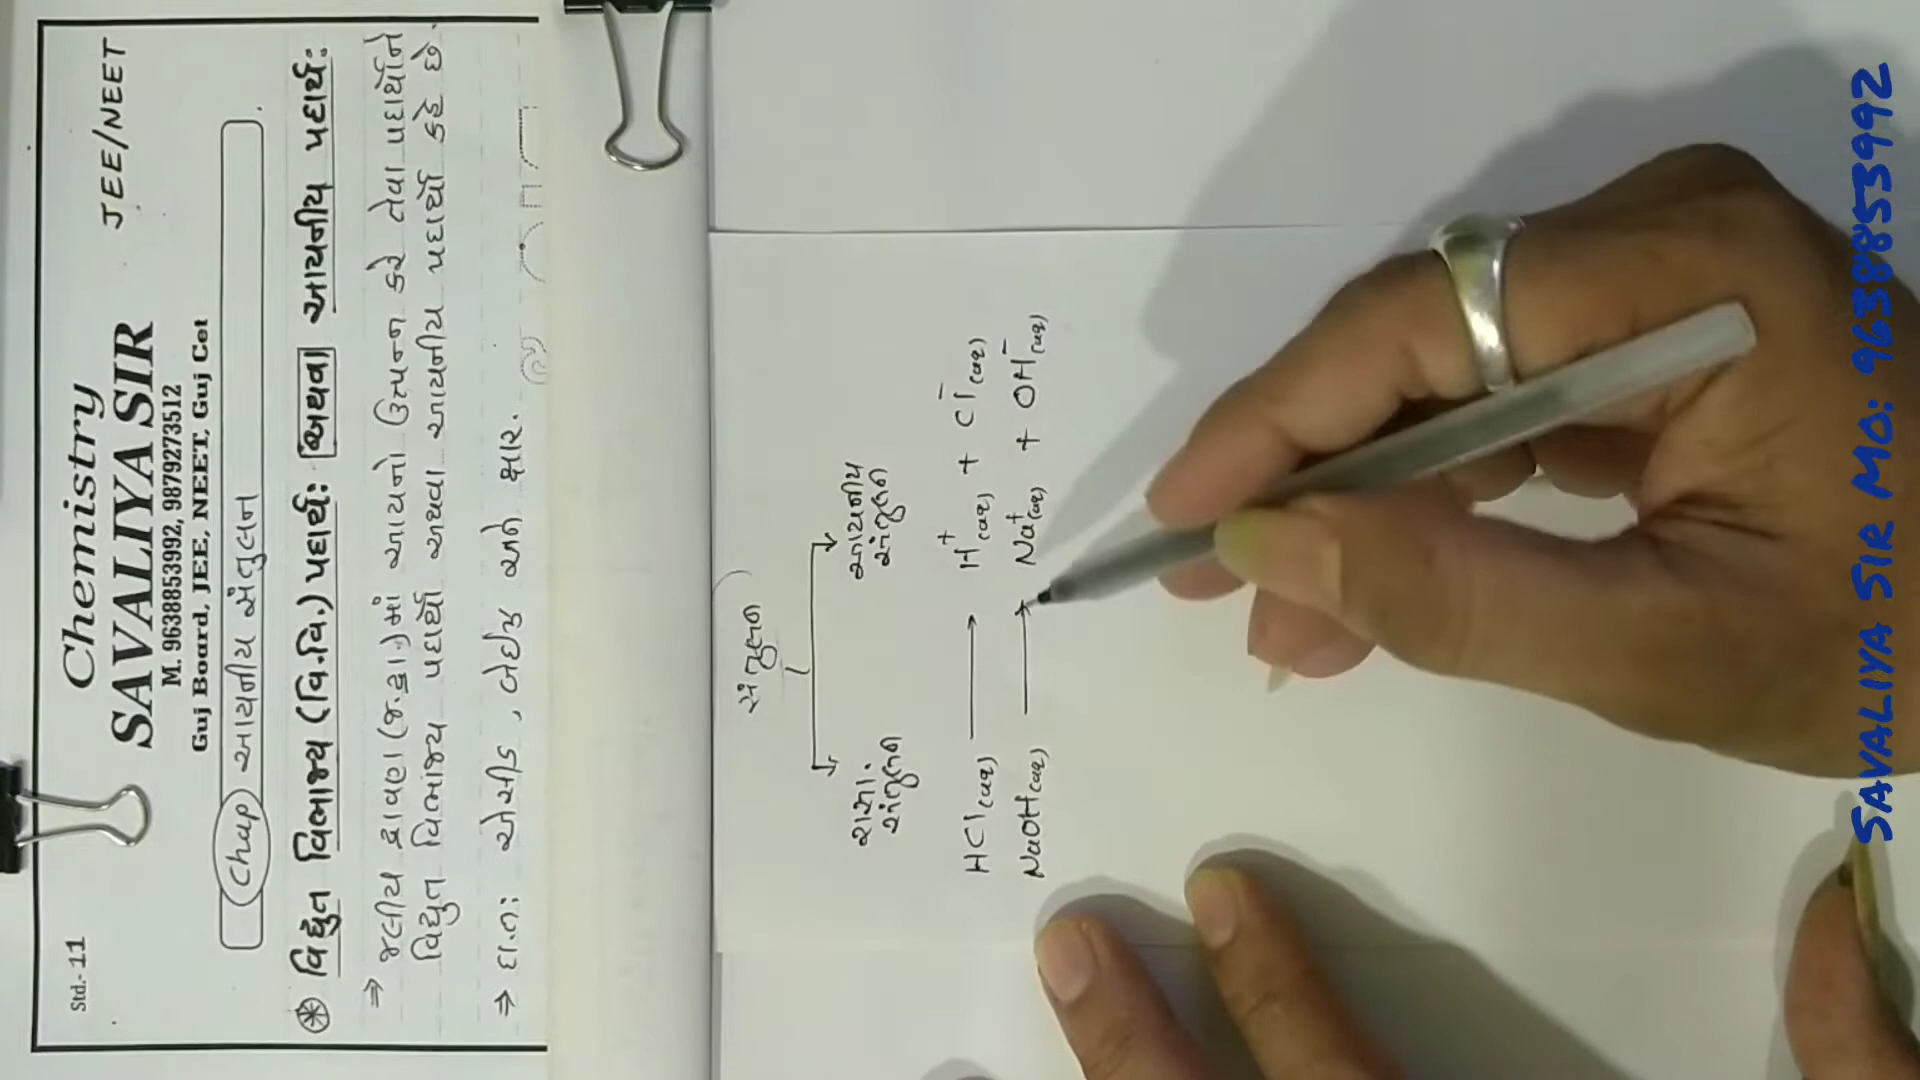 Std.- 11
Chemistry
JEE/NEET
SAVALIYA SIR
M. 9638853992, 9879273512
Guj Board, JEE, NEET, Guj Cet
Chap આયનીય સંતુલન
વિદ્યુત વિભાજ્ય (વિ.વિ.) પદાર્થ: અથવા આયનીય પદાર્થ:
⇒ જલીય દ્રાવણ (જ.દ્રા.) માં આયનો ઉત્પન્ન કરે તેવા પદાર્થોને
વિદ્યુત વિભાજ્ય પદાર્થો અથવા આયનીય પદાર્થો કહે છે.
⇒ દા.ત: એસીડ, બેઈઝ અને ક્ષાર.
સંતુલન
રાસા. સંતુલન
આયનીય સંતુલન
HCl(aq) ⟶ H⁺(aq) + Cl⁻(aq)
NaOH(aq) ⟶ Na⁺(aq) + OH⁻(aq)
SAVALIYA SIR MO: 9638853992